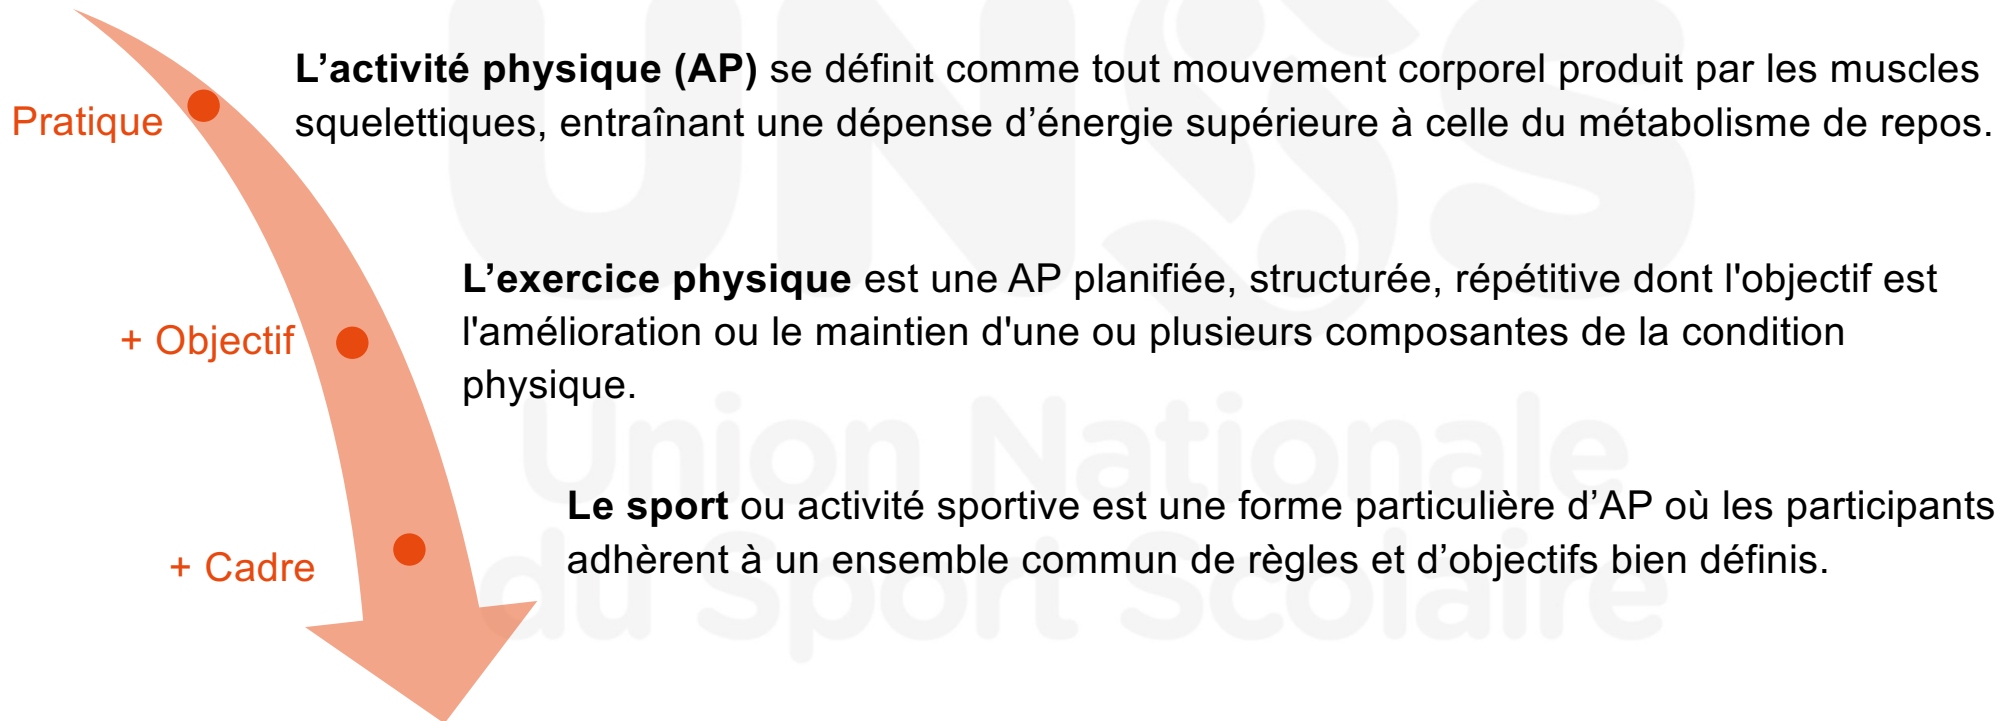 UNSS
Union Nationale
du Sport Scolaire
Pratique
L’activité physique (AP) se définit comme tout mouvement corporel produit par les muscles
squelettiques, entraînant une dépense d’énergie supérieure à celle du métabolisme de repos.
+ Objectif
L’exercice physique est une AP planifiée, structurée, répétitive dont l'objectif est
l'amélioration ou le maintien d'une ou plusieurs composantes de la condition
physique.
+ Cadre
Le sport ou activité sportive est une forme particulière d’AP où les participants
adhèrent à un ensemble commun de règles et d’objectifs bien définis.